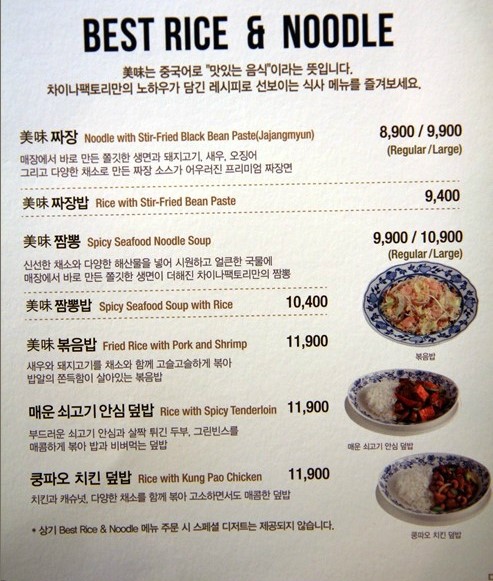 BEST RICE & NOODLE
美味는 중국어로 "맛있는 음식"이라는 뜻입니다.
차이나팩토리만의 노하우가 담긴 레시피로 선보이는 식사 메뉴를 즐겨보세요.
美味 짜장 Noodle with Stir-Fried Black Bean Paste(Jajangmyun) 8,900 / 9,900
(Regular /Large)
매장에서 바로 만든 쫄깃한 생면과 돼지고기, 새우, 오징어
그리고 다양한 채소로 만든 짜장 소스가 어우러진 프리미엄 짜장면
美味 짜장밥 Rice with Stir-Fried Bean Paste 9,400
美味 짬뽕 Spicy Seafood Noodle Soup 9,900 / 10,900
(Regular /Large)
신선한 채소와 다양한 해산물을 넣어 시원하고 얼큰한 국물에
매장에서 바로 만든 쫄깃한 생면이 더해진 차이나팩토리만의 짬뽕
美味 짬뽕밥 Spicy Seafood Soup with Rice 10,400
美味 볶음밥 Fried Rice with Pork and Shrimp 11,900
새우와 돼지고기를 채소와 함께 고슬고슬하게 볶아
밥알의 쫀득함이 살아있는 볶음밥
볶음밥
매운 쇠고기 안심 덮밥 Rice with Spicy Tenderloin 11,900
부드러운 쇠고기 안심과 살짝 튀긴 두부, 그린빈스를
매콤하게 볶아 밥과 비벼먹는 덮밥
매운 쇠고기 안심 덮밥
쿵파오 치킨 덮밥 Rice with Kung Pao Chicken 11,900
치킨과 캐슈넛, 다양한 채소를 함께 볶아 고소하면서도 매콤한 덮밥
* 상기 Best Rice & Noodle 메뉴 주문 시 스페셜 디저트는 제공되지 않습니다.
쿵파오 치킨 덮밥